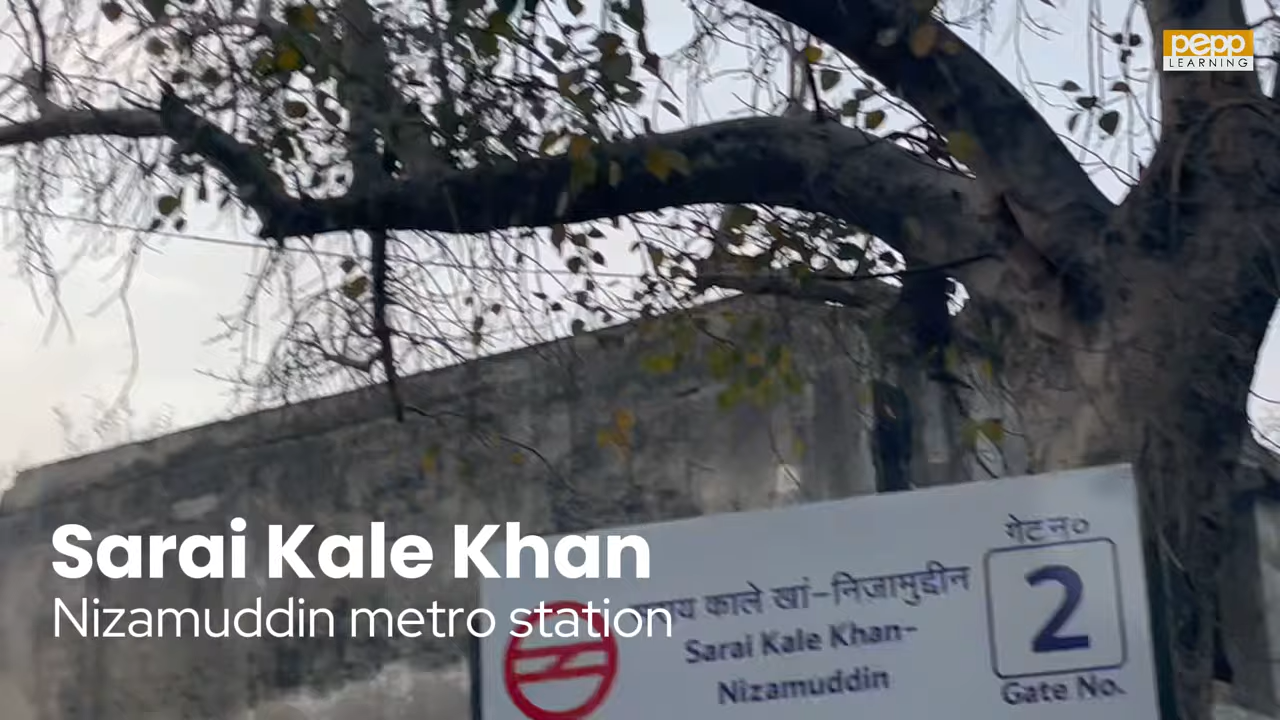 pepp
LEARNING
Sarai Kale Khan
Nizamuddin metro station
गेट न०
2
Gate No.
काले खां-निजामुद्दीन
Sarai Kale Khan-
Nizamuddin